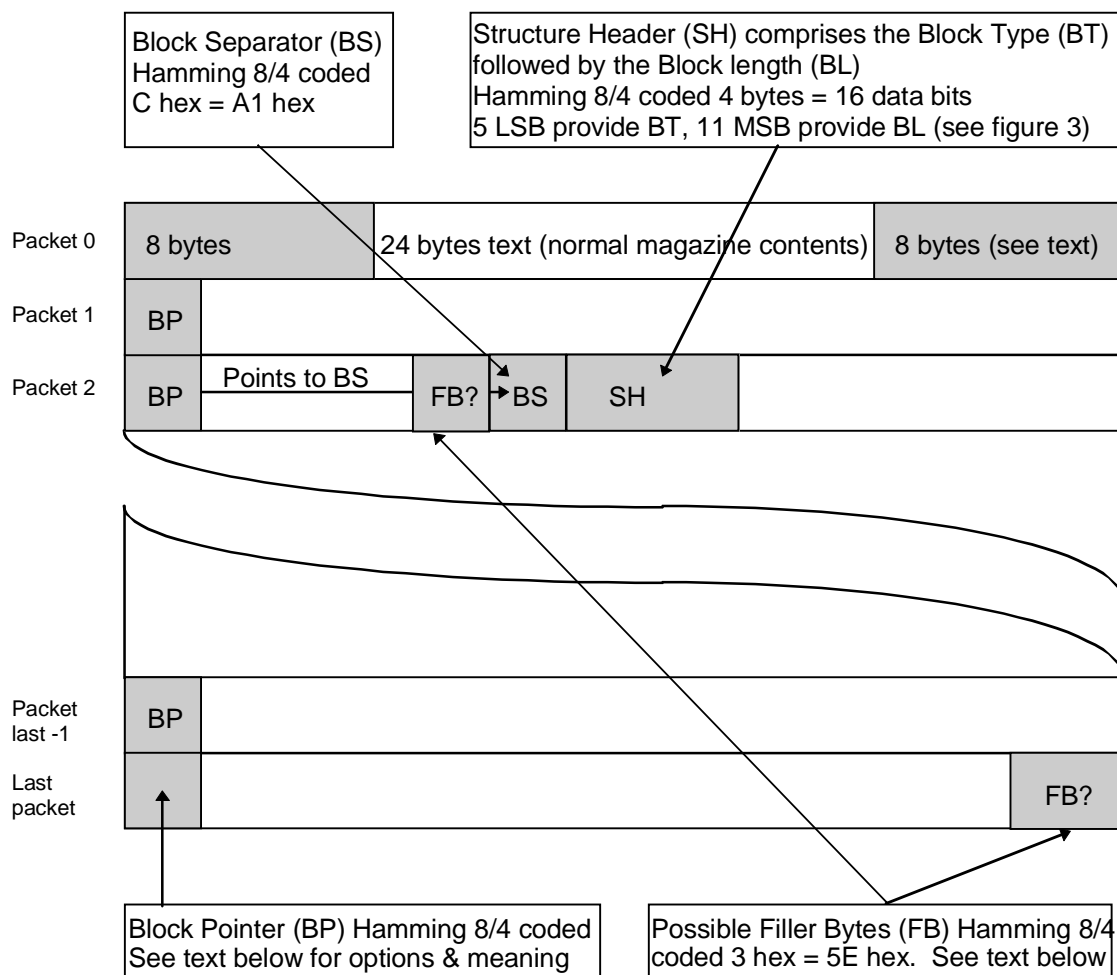 Block Separator (BS)
Hamming 8/4 coded
C hex = A1 hex
Structure Header (SH) comprises the Block Type (BT)
followed by the Block length (BL)
Hamming 8/4 coded 4 bytes = 16 data bits
5 LSB provide BT, 11 MSB provide BL (see figure 3)
Packet 0
8 bytes
24 bytes text (normal magazine contents)
8 bytes (see text)
Packet 1
BP
Packet 2
BP
Points to BS
FB?
BS
SH
Packet
last -1
BP
Last
packet
FB?
Block Pointer (BP) Hamming 8/4 coded
See text below for options & meaning
Possible Filler Bytes (FB) Hamming 8/4
coded 3 hex = 5E hex. See text below